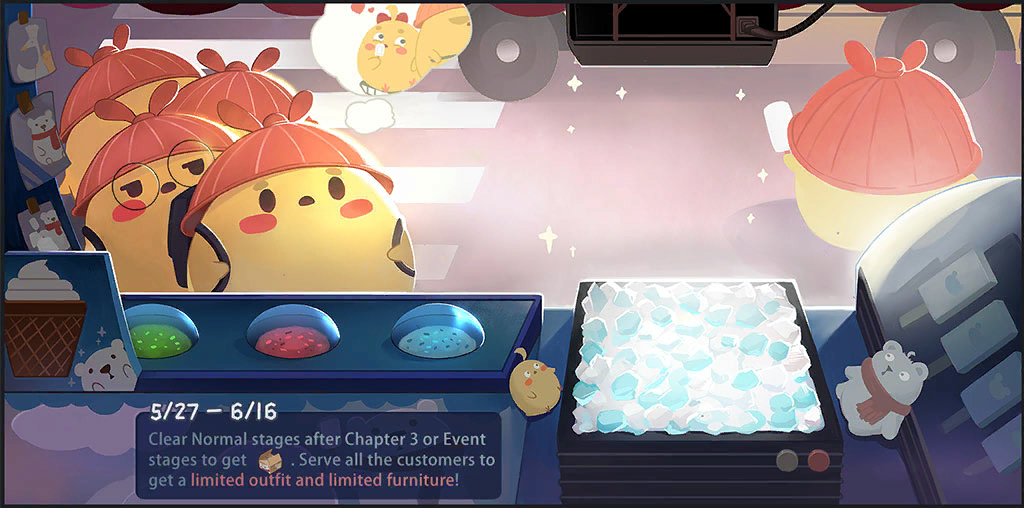 5/27 – 6/16
Clear Normal stages after Chapter 3 or Event
stages to get . Serve all the customers to
get a limited outfit and limited furniture!